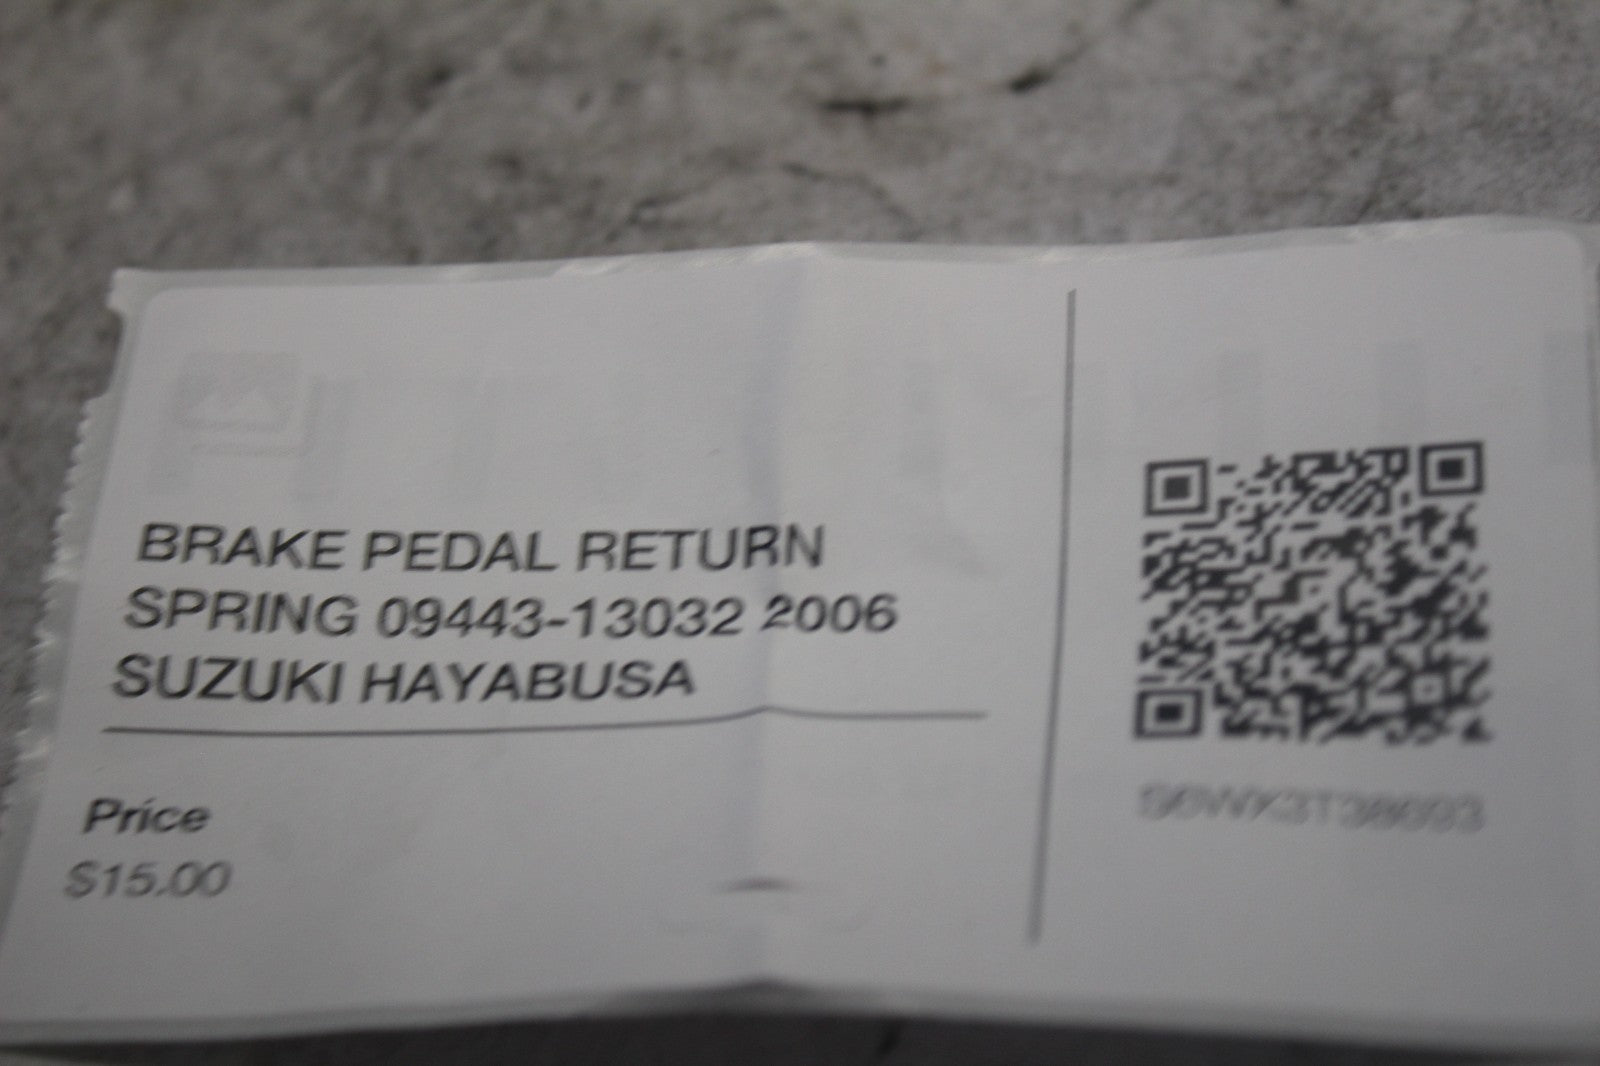 BRAKE PEDAL RETURN
SPRING 09443-13032 2006
SUZUKI HAYABUSA
Price
$15.00